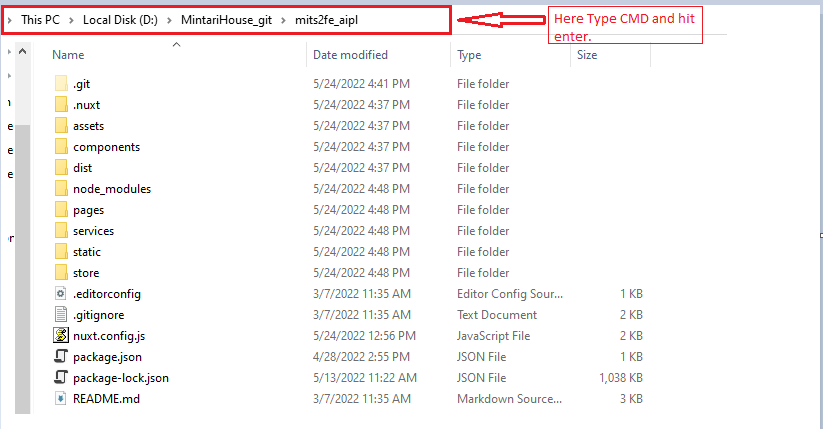 This PC > Local Disk (D:) > MintariHouse_git > mits2fe_aipl
Here Type CMD and hit
enter.
Name Date modified Type Size
.git 5/24/2022 4:41 PM File folder
.nuxt 5/24/2022 4:37 PM File folder
assets 5/24/2022 4:37 PM File folder
components 5/24/2022 4:37 PM File folder
dist 5/24/2022 4:37 PM File folder
node_modules 5/24/2022 4:48 PM File folder
pages 5/24/2022 4:48 PM File folder
services 5/24/2022 4:48 PM File folder
static 5/24/2022 4:48 PM File folder
store 5/24/2022 4:48 PM File folder
.editorconfig 3/7/2022 11:35 AM Editor Config Sour... 1 KB
.gitignore 3/7/2022 11:35 AM Text Document 2 KB
nuxt.config.js 5/24/2022 12:56 PM JavaScript File 2 KB
package.json 4/28/2022 2:55 PM JSON File 1 KB
package-lock.json 5/13/2022 11:22 AM JSON File 1,038 KB
README.md 3/7/2022 11:35 AM Markdown Source... 3 KB